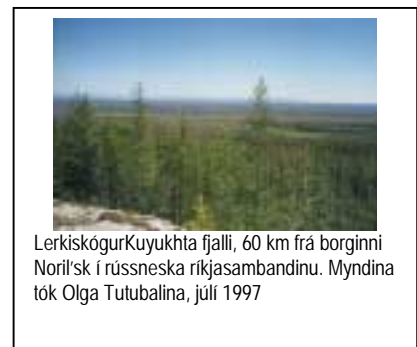 LerkiskógurKuyukhta fjalli, 60 km frá borginni
Noril'sk í rússneska ríkjasambandinu. Myndina
tók Olga Tutubalina, júlí 1997